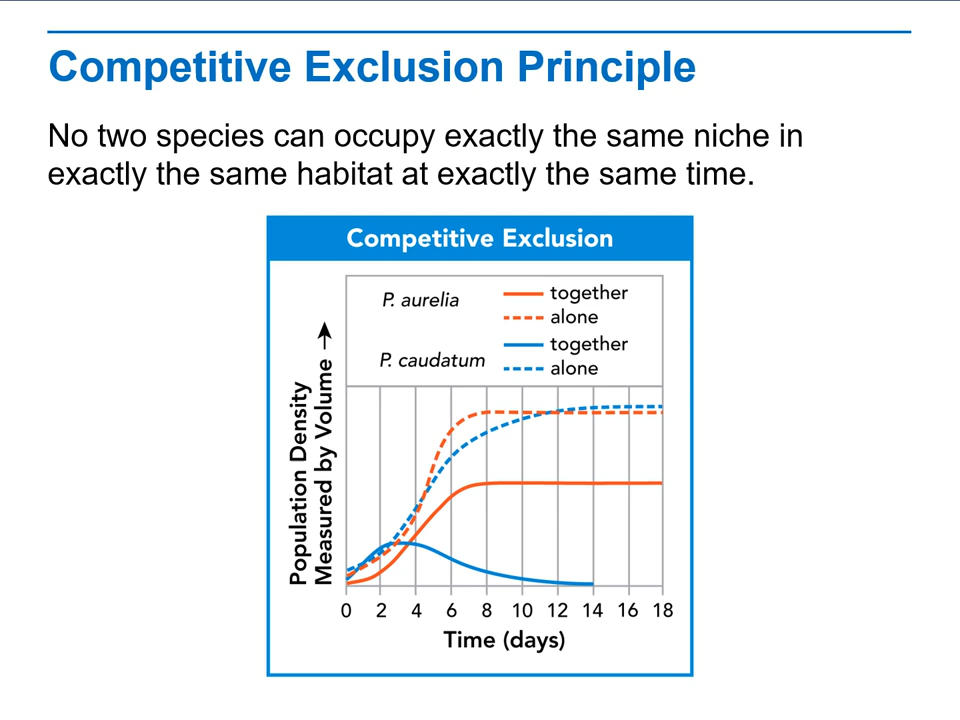 Competitive Exclusion Principle
No two species can occupy exactly the same niche in
exactly the same habitat at exactly the same time.
Competitive Exclusion
P. aurelia
together
alone
P. caudatum
together
alone
Population Density
Measured by Volume
0 2 4 6 8 10 12 14 16 18
Time (days)